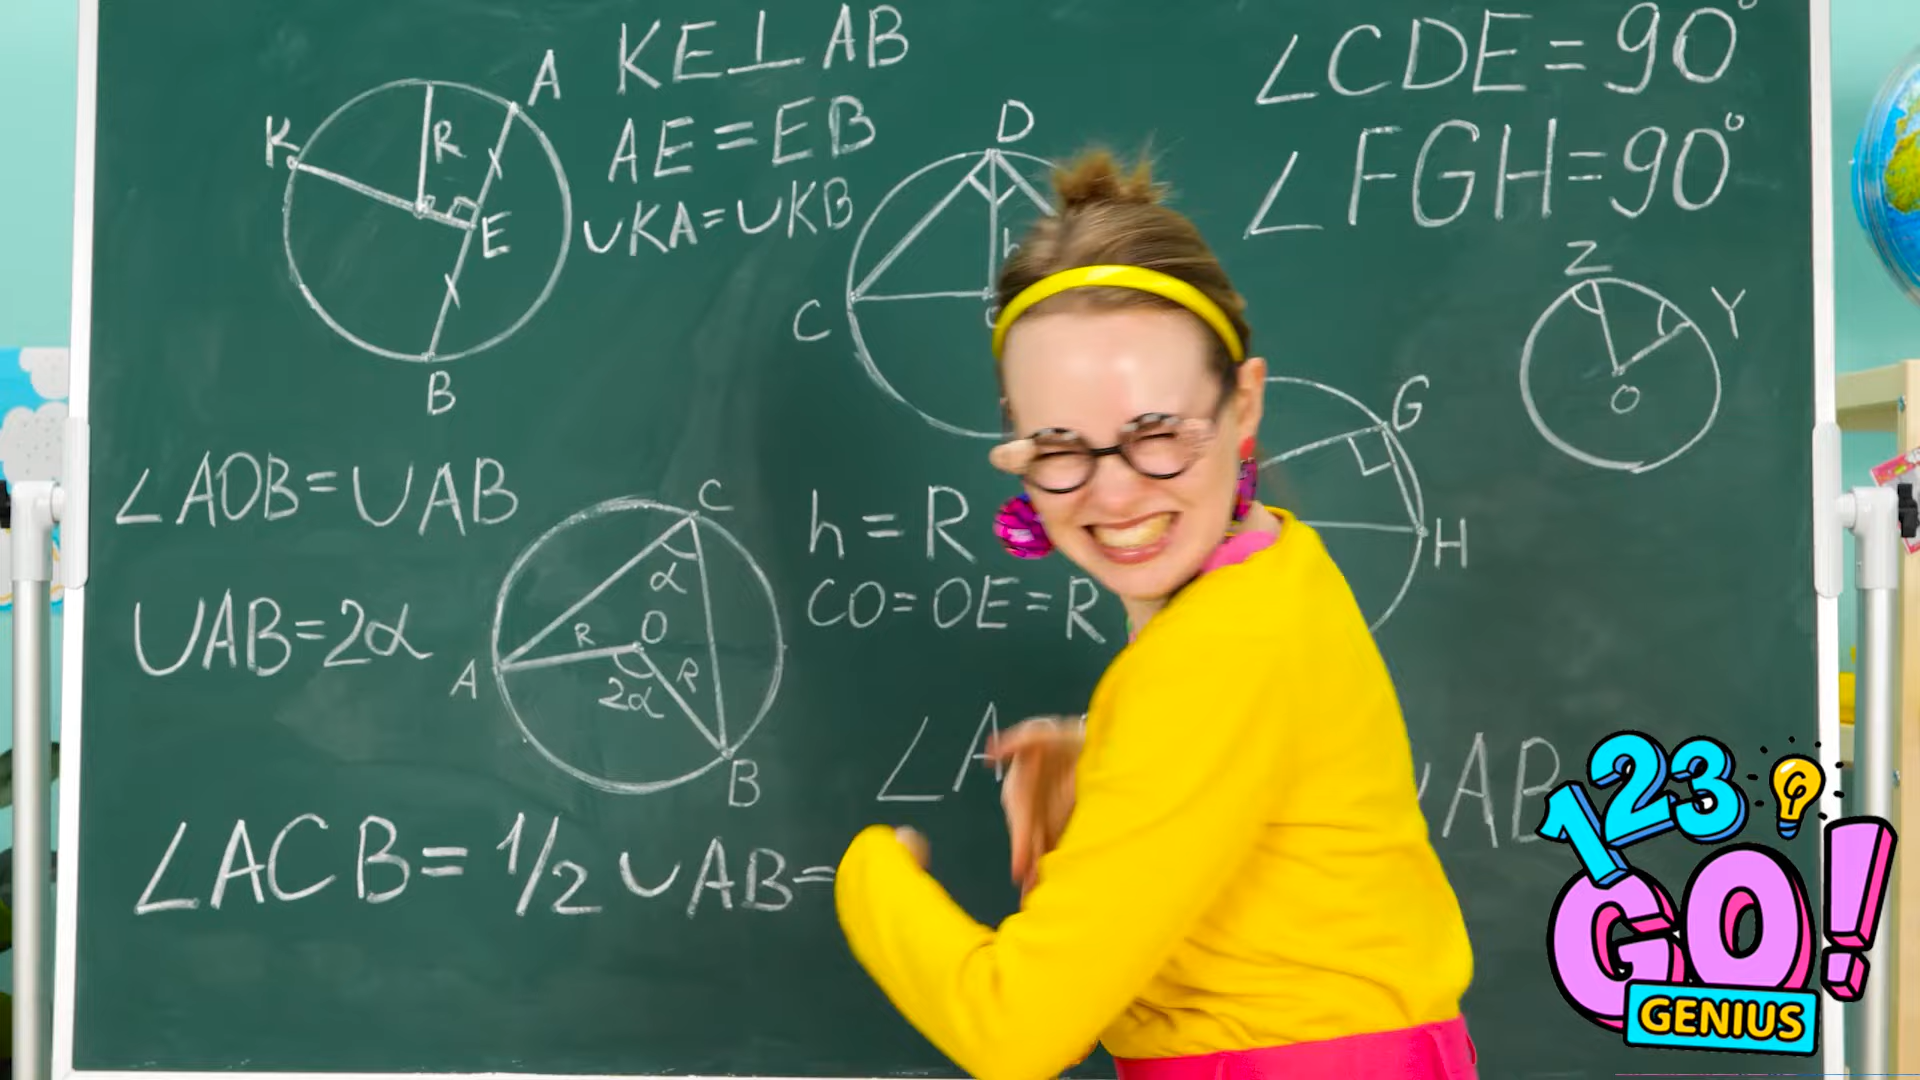 KE⊥AB
AE=EB
∪KA=∪KB
K
R
A
E
B
D
C
∠CDE=90°
∠FGH=90°
Z
Y
O
G
H
∠AOB=∪AB
∪AB=2α
C
α
O
R
R
2α
A
B
h=R
CO=OE=R
∠ACB=1/2∪AB=
∠A
AB
123
GO!
GENIUS